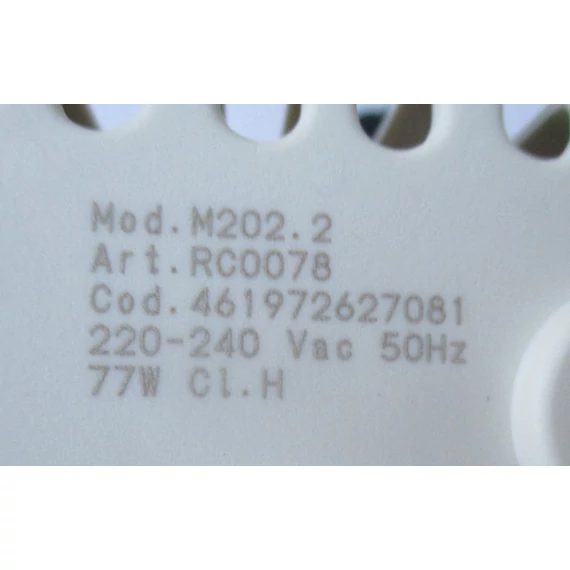 Mod.M202.2
Art.RC0078
Cod.461972627081
220-240 Vac 50Hz
77W Cl.H